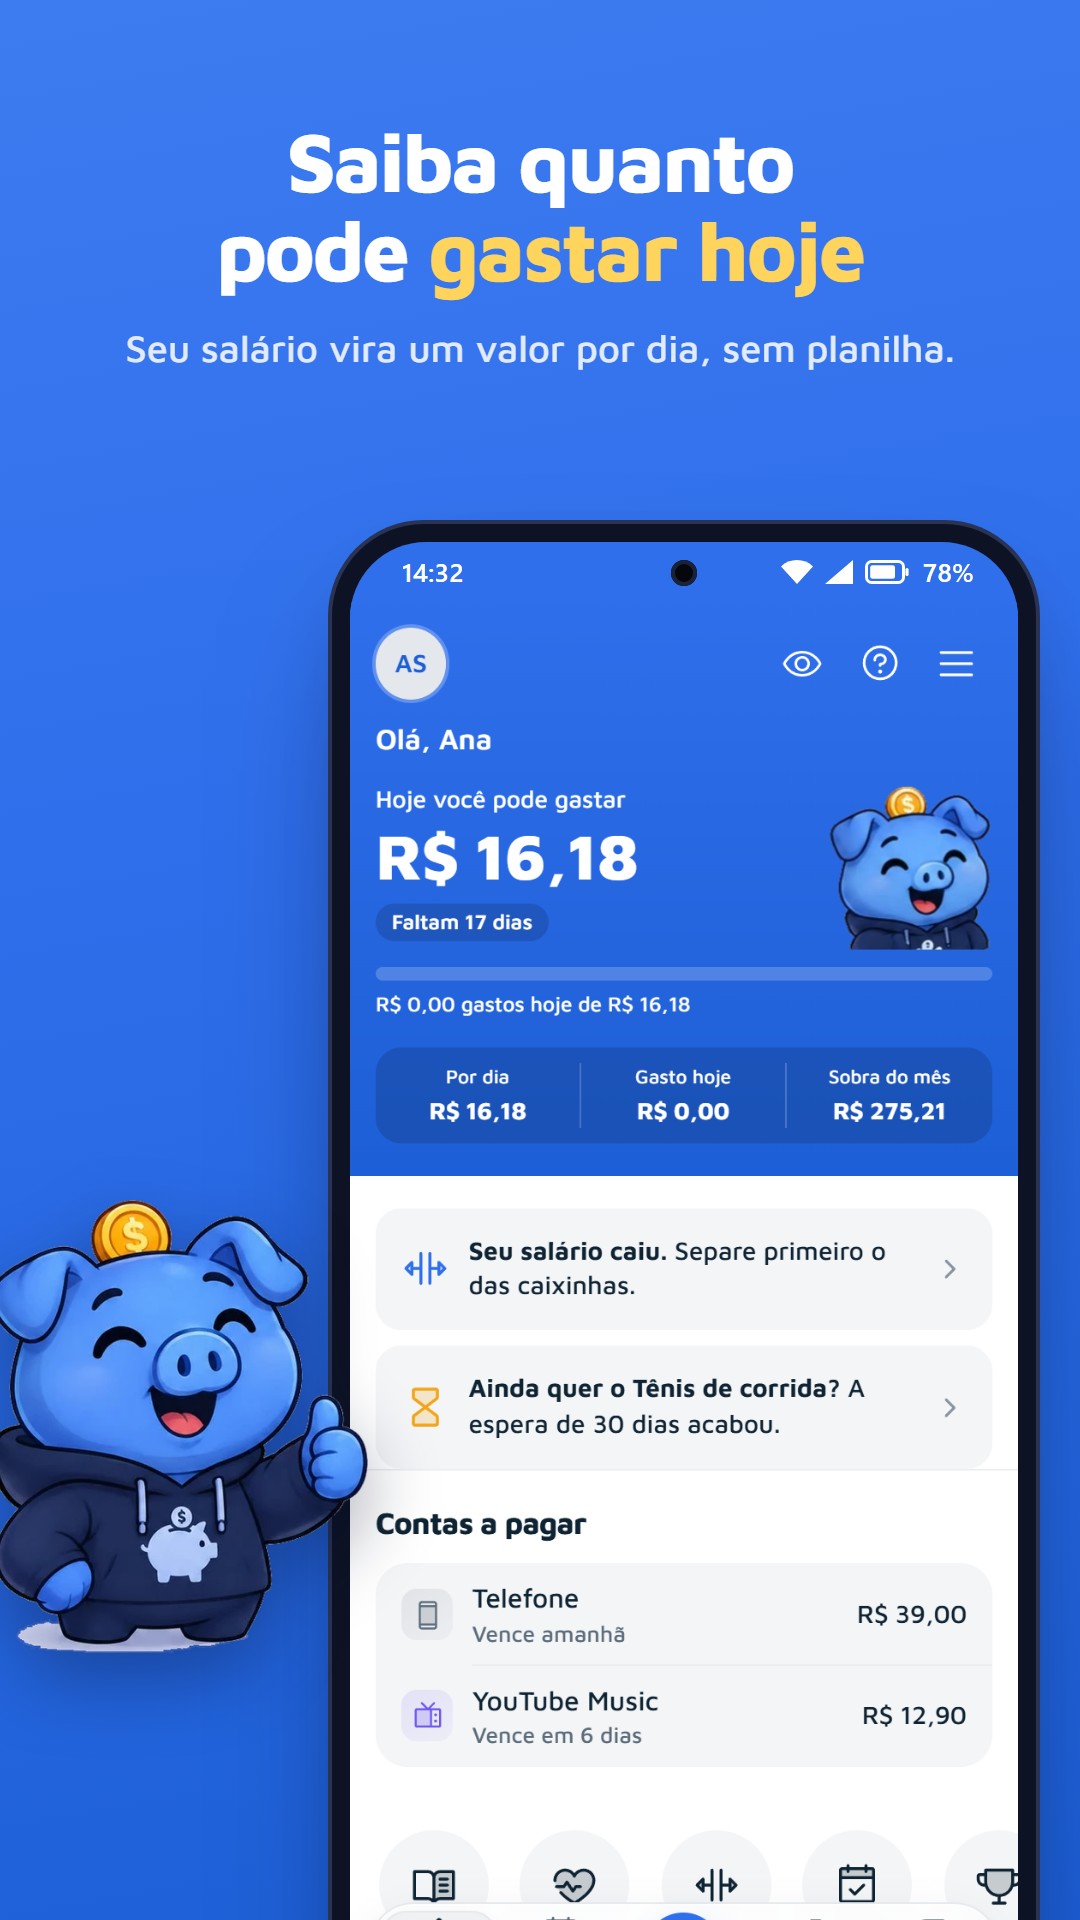 Saiba quanto
pode gastar hoje
Seu salário vira um valor por dia, sem planilha.
14:32
78%
AS
Olá, Ana
Hoje você pode gastar
R$ 16,18
Faltam 17 dias
R$ 0,00 gastos hoje de R$ 16,18
Por dia
R$ 16,18
Gasto hoje
R$ 0,00
Sobra do mês
R$ 275,21
Seu salário caiu. Separe primeiro o
das caixinhas.
Ainda quer o Tênis de corrida? A
espera de 30 dias acabou.
Contas a pagar
Telefone
Vence amanhã
R$ 39,00
YouTube Music
Vence em 6 dias
R$ 12,90